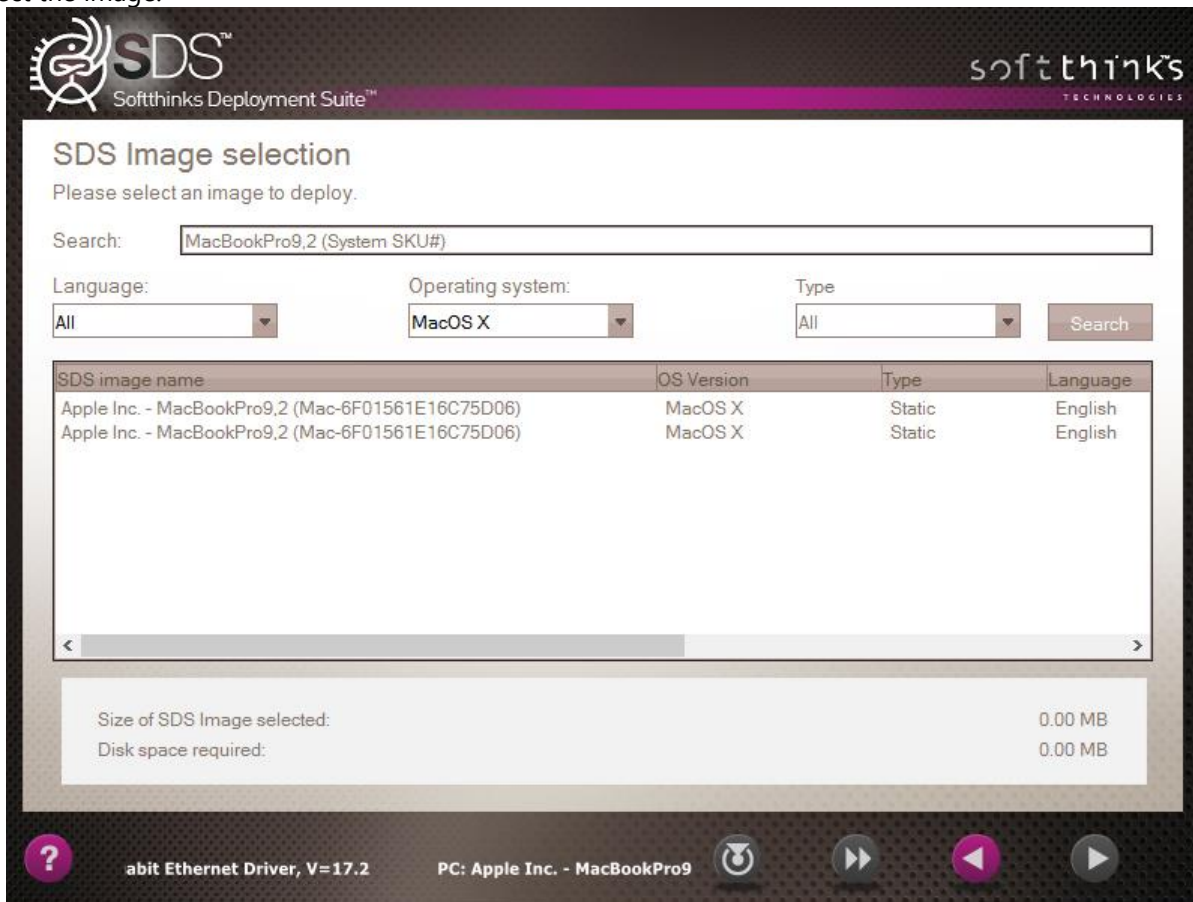 the image.
SDS™
Softthinks Deployment Suite™
softthinks
TECHNOLOGIES
SDS Image selection
Please select an image to deploy.
Search: MacBookPro9,2 (System SKU#)
Language: Operating system: Type
All MacOS X All Search
SDS image name OS Version Type Language
Apple Inc. - MacBookPro9,2 (Mac-6F01561E16C75D06) MacOS X Static English
Apple Inc. - MacBookPro9,2 (Mac-6F01561E16C75D06) MacOS X Static English
Size of SDS Image selected: 0.00 MB
Disk space required: 0.00 MB
? abit Ethernet Driver, V=17.2 PC: Apple Inc. - MacBookPro9